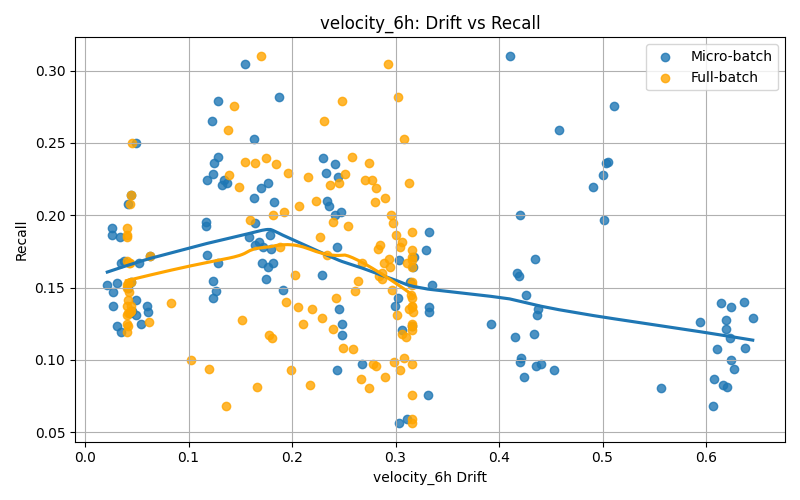 velocity_6h: Drift vs Recall
Micro-batch
Full-batch
Recall
0.30
0.25
0.20
0.15
0.10
0.05
0.0
0.1
0.2
0.3
0.4
0.5
0.6
velocity_6h Drift